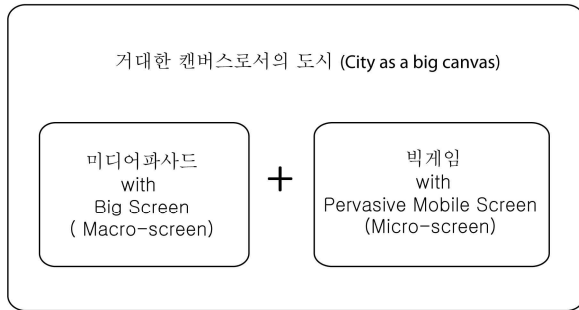 거대한 캔버스로서의 도시 (City as a big canvas)
미디어파사드
with
Big Screen
( Macro-screen)
+
빅게임
with
Pervasive Mobile Screen
(Micro-screen)